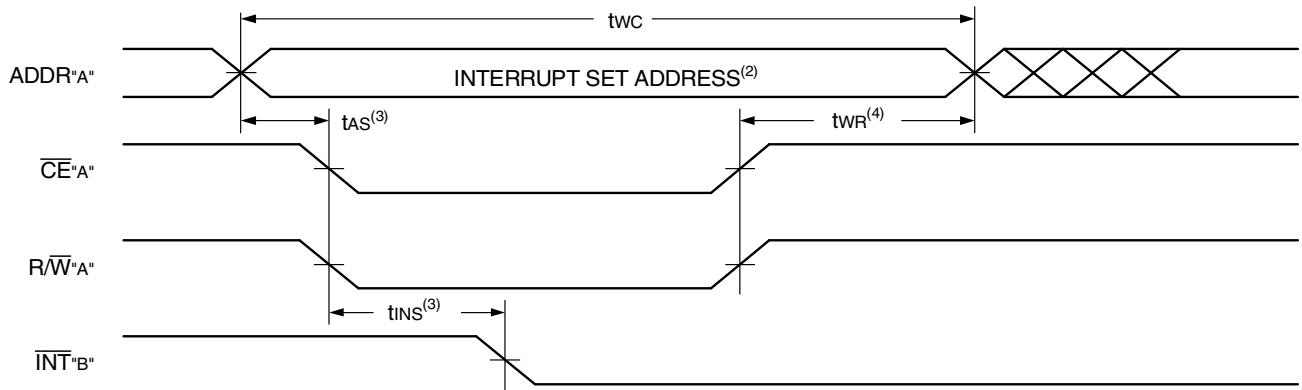 tWC
ADDR"A"
INTERRUPT SET ADDRESS(2)
tAS(3)
tWR(4)
CE"A"
R/W"A"
tINS(3)
INT"B"